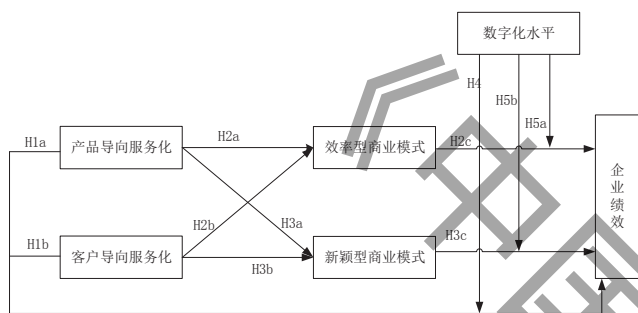 数字化水平
H4
H5b
H5a
H1a
产品导向服务化
H2a
效率型商业模式
H2c
企业绩效
H2b
H3a
H1b
客户导向服务化
H3b
新颖型商业模式
H3c